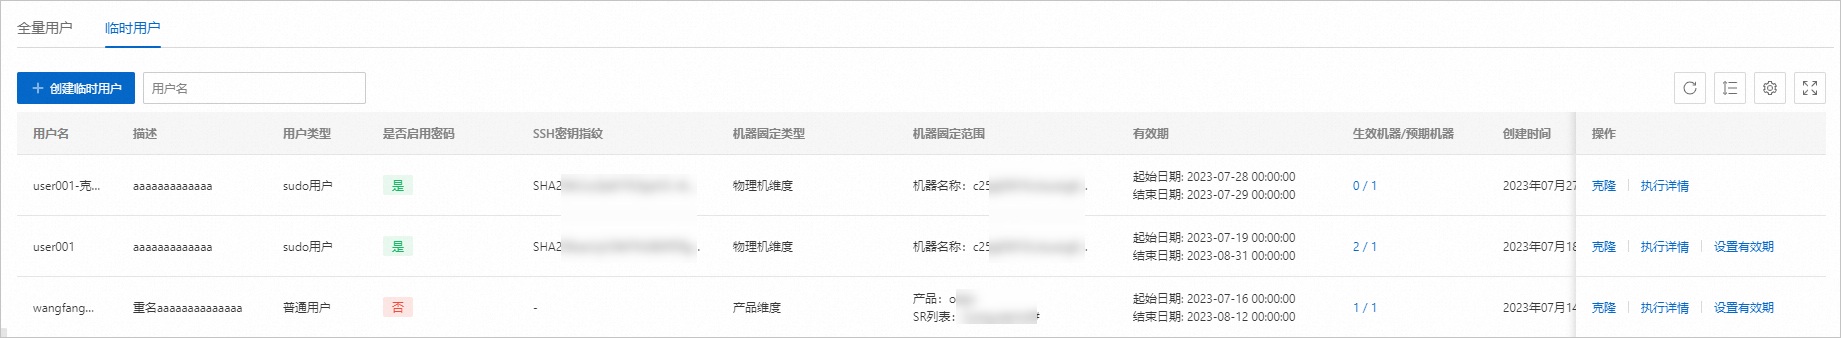 全量用户 临时用户
＋ 创建临时用户 用户名
用户名 描述 用户类型 是否启用密码 SSH密钥指纹 机器固定类型 机器固定范围 有效期 生效机器/预期机器 创建时间 操作
user001-克... aaaaaaaaaaaaa sudo用户 是 SHA2 物理机维度 机器名称：c25 起始日期: 2023-07-28 00:00:00 0 / 1 2023年07月27 克隆 执行详情
结束日期: 2023-07-29 00:00:00
user001 aaaaaaaaaaaaa sudo用户 是 SHA2 物理机维度 机器名称：c25 起始日期: 2023-07-19 00:00:00 2 / 1 2023年07月18 克隆 执行详情 设置有效期
结束日期: 2023-08-31 00:00:00
wangfang... 重名aaaaaaaaaaaaaa 普通用户 否 - 产品维度 产品：o 起始日期: 2023-07-16 00:00:00 1 / 1 2023年07月14 克隆 执行详情 设置有效期
SR列表： # 结束日期: 2023-08-12 00:00:00